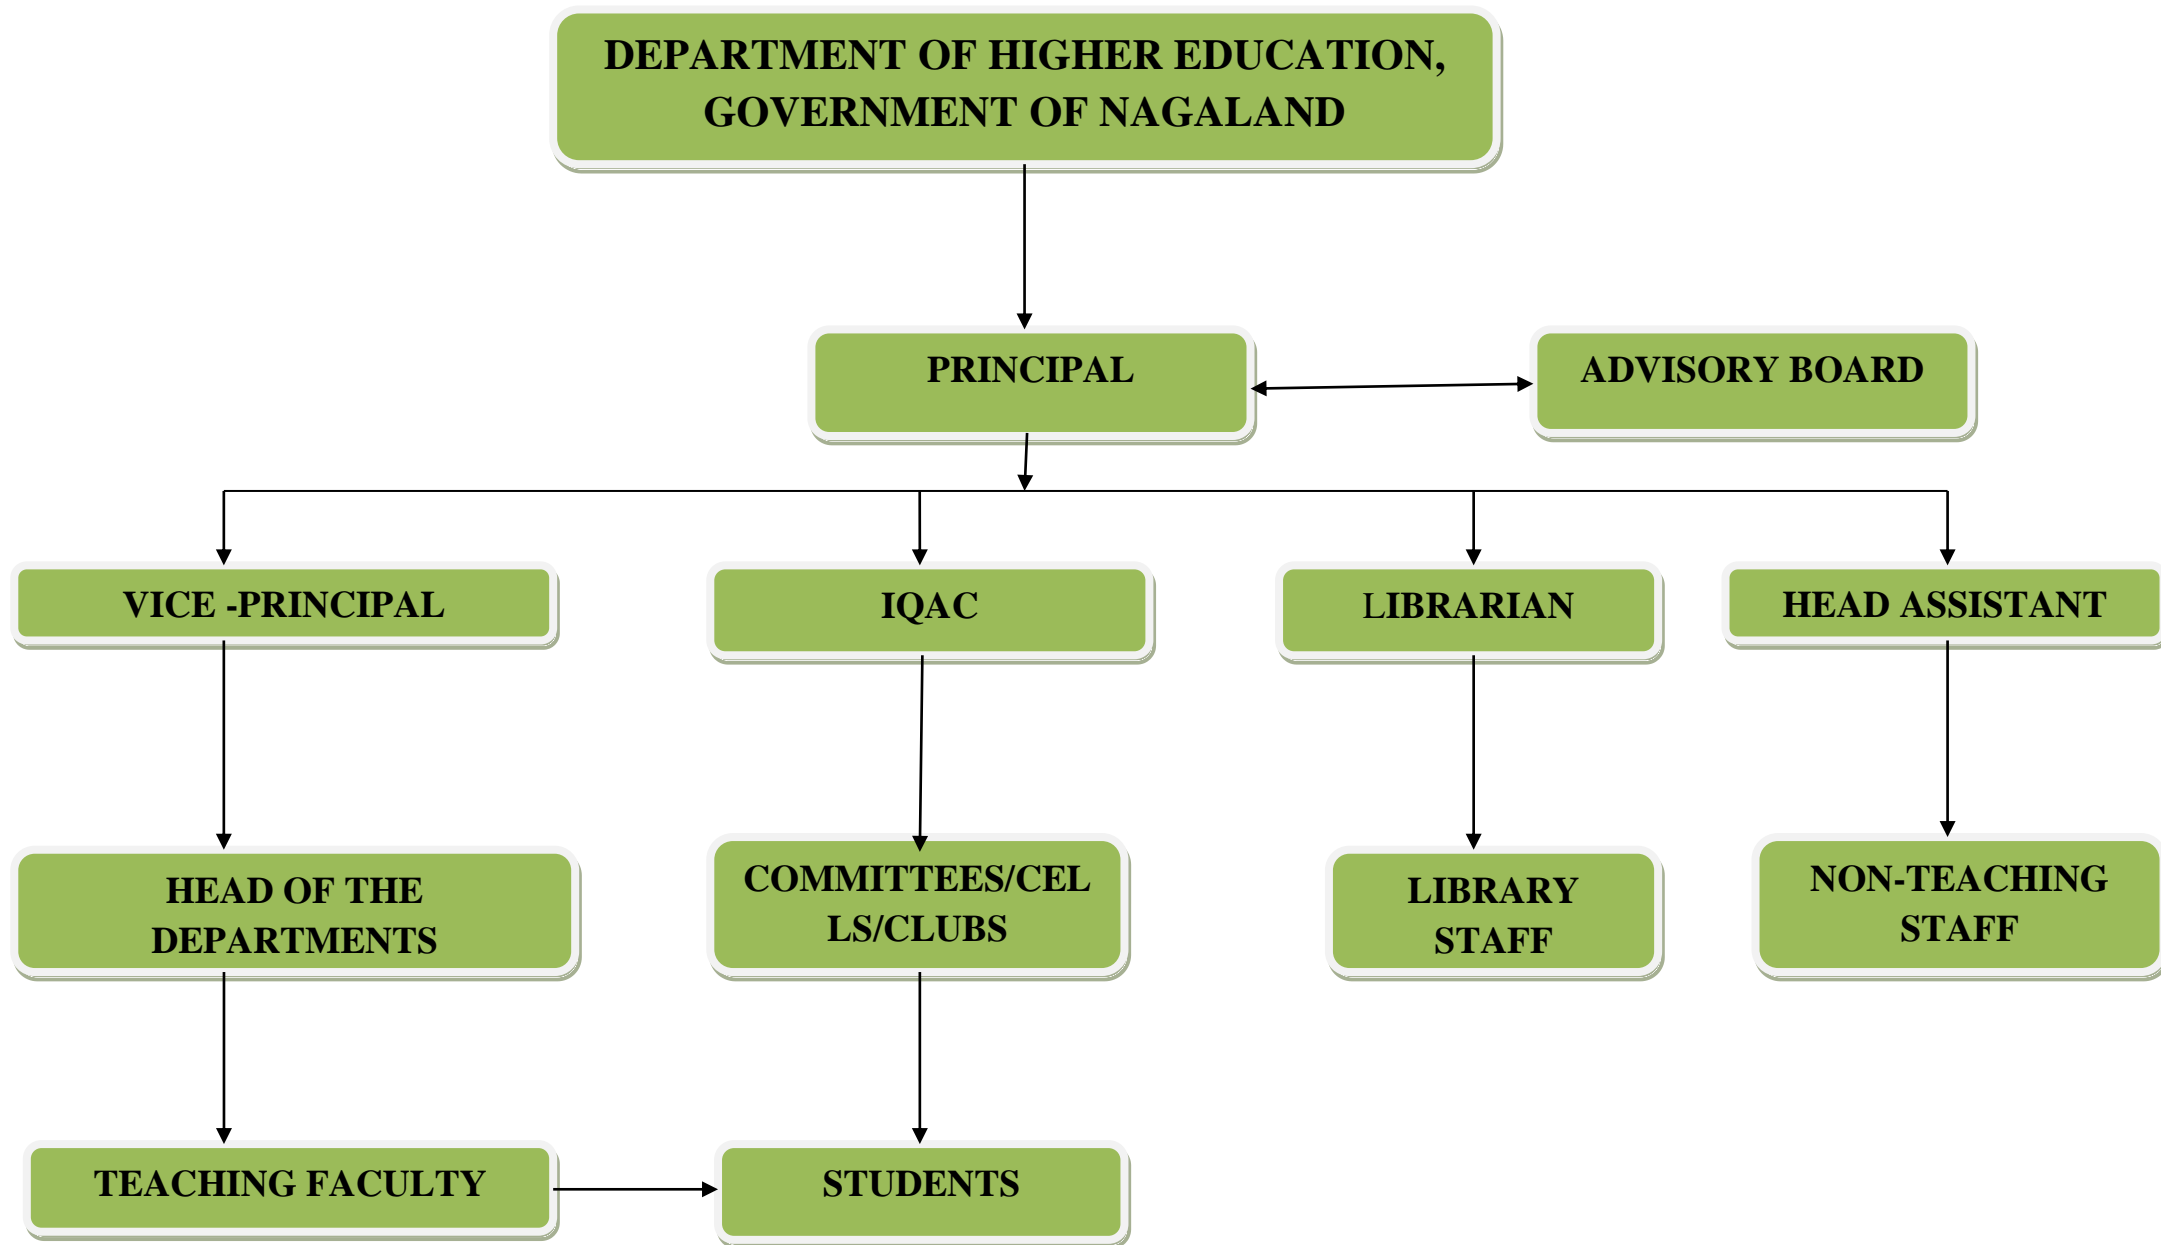 DEPARTMENT OF HIGHER EDUCATION,
GOVERNMENT OF NAGALAND
PRINCIPAL
ADVISORY BOARD
VICE -PRINCIPAL
IQAC
LIBRARIAN
HEAD ASSISTANT
HEAD OF THE
DEPARTMENTS
COMMITTEES/CEL
LS/CLUBS
LIBRARY
STAFF
NON-TEACHING
STAFF
TEACHING FACULTY
STUDENTS